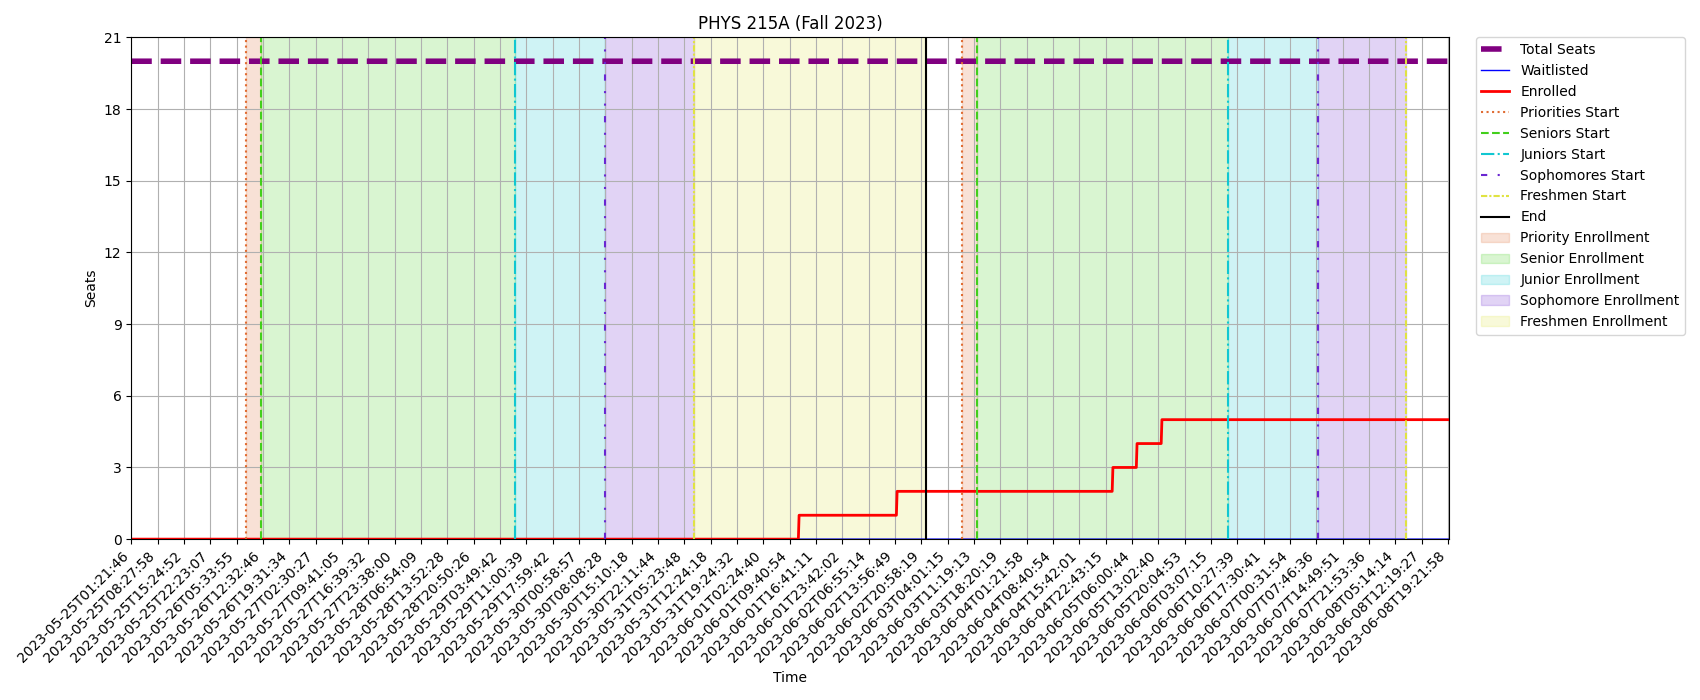 PHYS 215A (Fall 2023)
21
18
15
12
9
6
3
0
Seats
2023-05-25T01:21:46
2023-05-25T08:27:58
2023-05-25T15:24:52
2023-05-25T22:23:07
2023-05-26T05:33:55
2023-05-26T12:32:46
2023-05-26T19:31:34
2023-05-27T02:30:27
2023-05-27T09:41:05
2023-05-27T16:39:32
2023-05-27T23:38:00
2023-05-28T06:54:09
2023-05-28T13:52:28
2023-05-28T20:50:26
2023-05-29T03:49:42
2023-05-29T11:00:39
2023-05-29T17:59:42
2023-05-30T00:58:57
2023-05-30T08:08:28
2023-05-30T15:10:18
2023-05-30T22:11:44
2023-05-31T05:23:48
2023-05-31T12:24:18
2023-05-31T19:24:32
2023-06-01T02:24:40
2023-06-01T09:40:54
2023-06-01T16:41:11
2023-06-01T23:42:02
2023-06-02T06:55:14
2023-06-02T13:56:49
2023-06-02T20:58:19
2023-06-03T04:01:15
2023-06-03T11:19:13
2023-06-03T18:20:19
2023-06-04T01:21:58
2023-06-04T08:40:54
2023-06-04T15:42:01
2023-06-04T22:43:15
2023-06-05T06:00:44
2023-06-05T13:02:40
2023-06-05T20:04:53
2023-06-06T03:07:15
2023-06-06T10:27:39
2023-06-06T17:30:41
2023-06-07T00:31:54
2023-06-07T07:46:36
2023-06-07T14:49:51
2023-06-07T21:53:36
2023-06-08T05:14:14
2023-06-08T12:19:27
2023-06-08T19:21:58
Time
Total Seats
Waitlisted
Enrolled
Priorities Start
Seniors Start
Juniors Start
Sophomores Start
Freshmen Start
End
Priority Enrollment
Senior Enrollment
Junior Enrollment
Sophomore Enrollment
Freshmen Enrollment